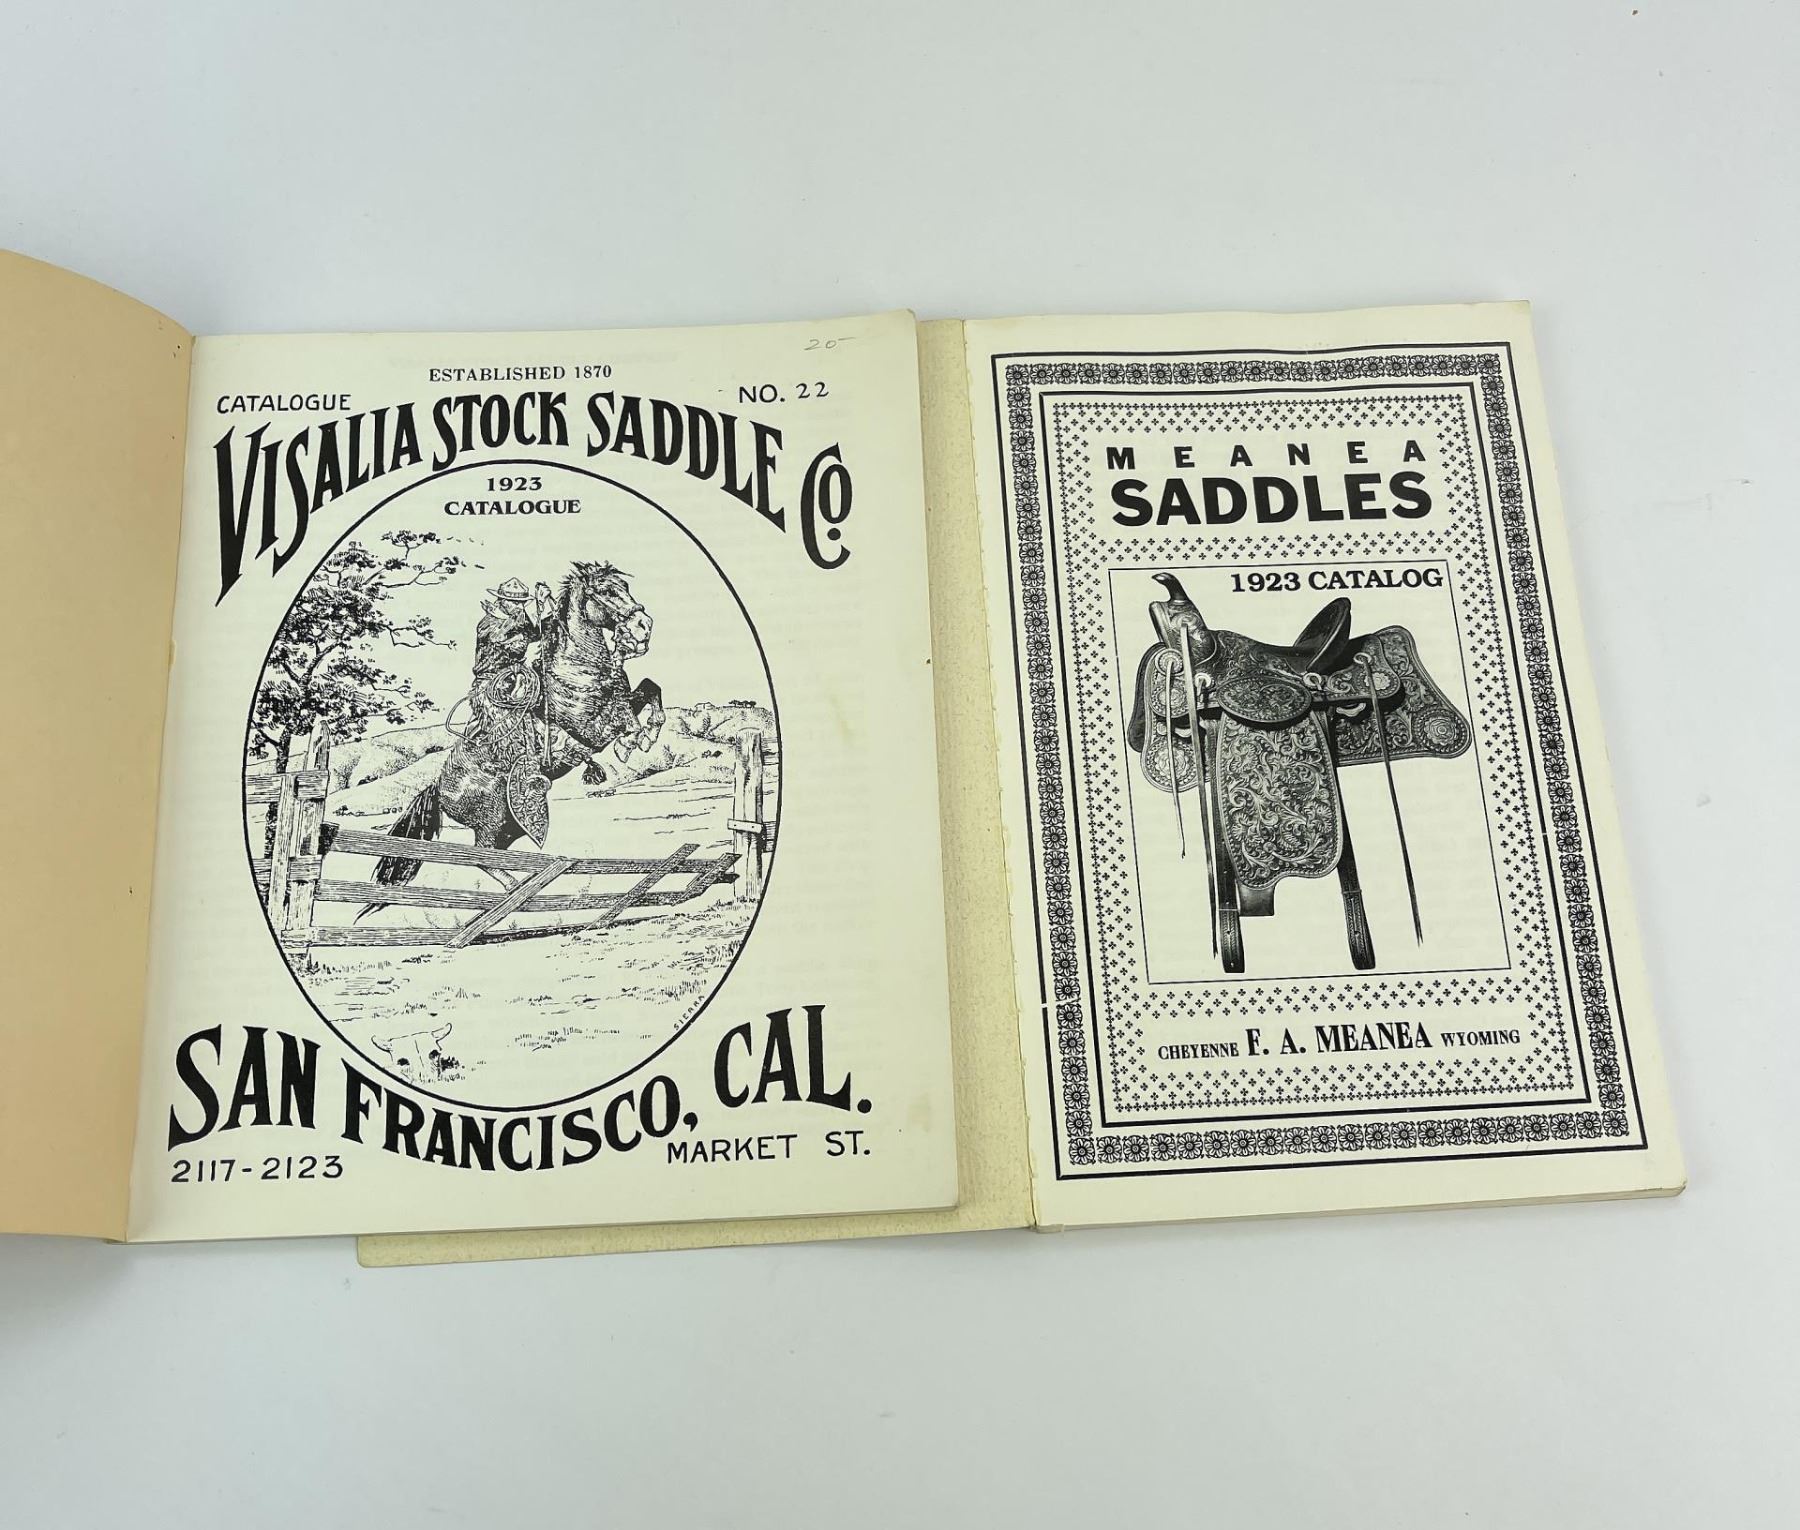 20-
ESTABLISHED 1870
CATALOGUE NO. 22
VISALIA STOCK SADDLE CO.
1923
CATALOGUE
SIERRA
SAN FRANCISCO, CAL.
2117-2123 MARKET ST.
MEANEA
SADDLES
1923 CATALOG
CHEYENNE F. A. MEANEA WYOMING